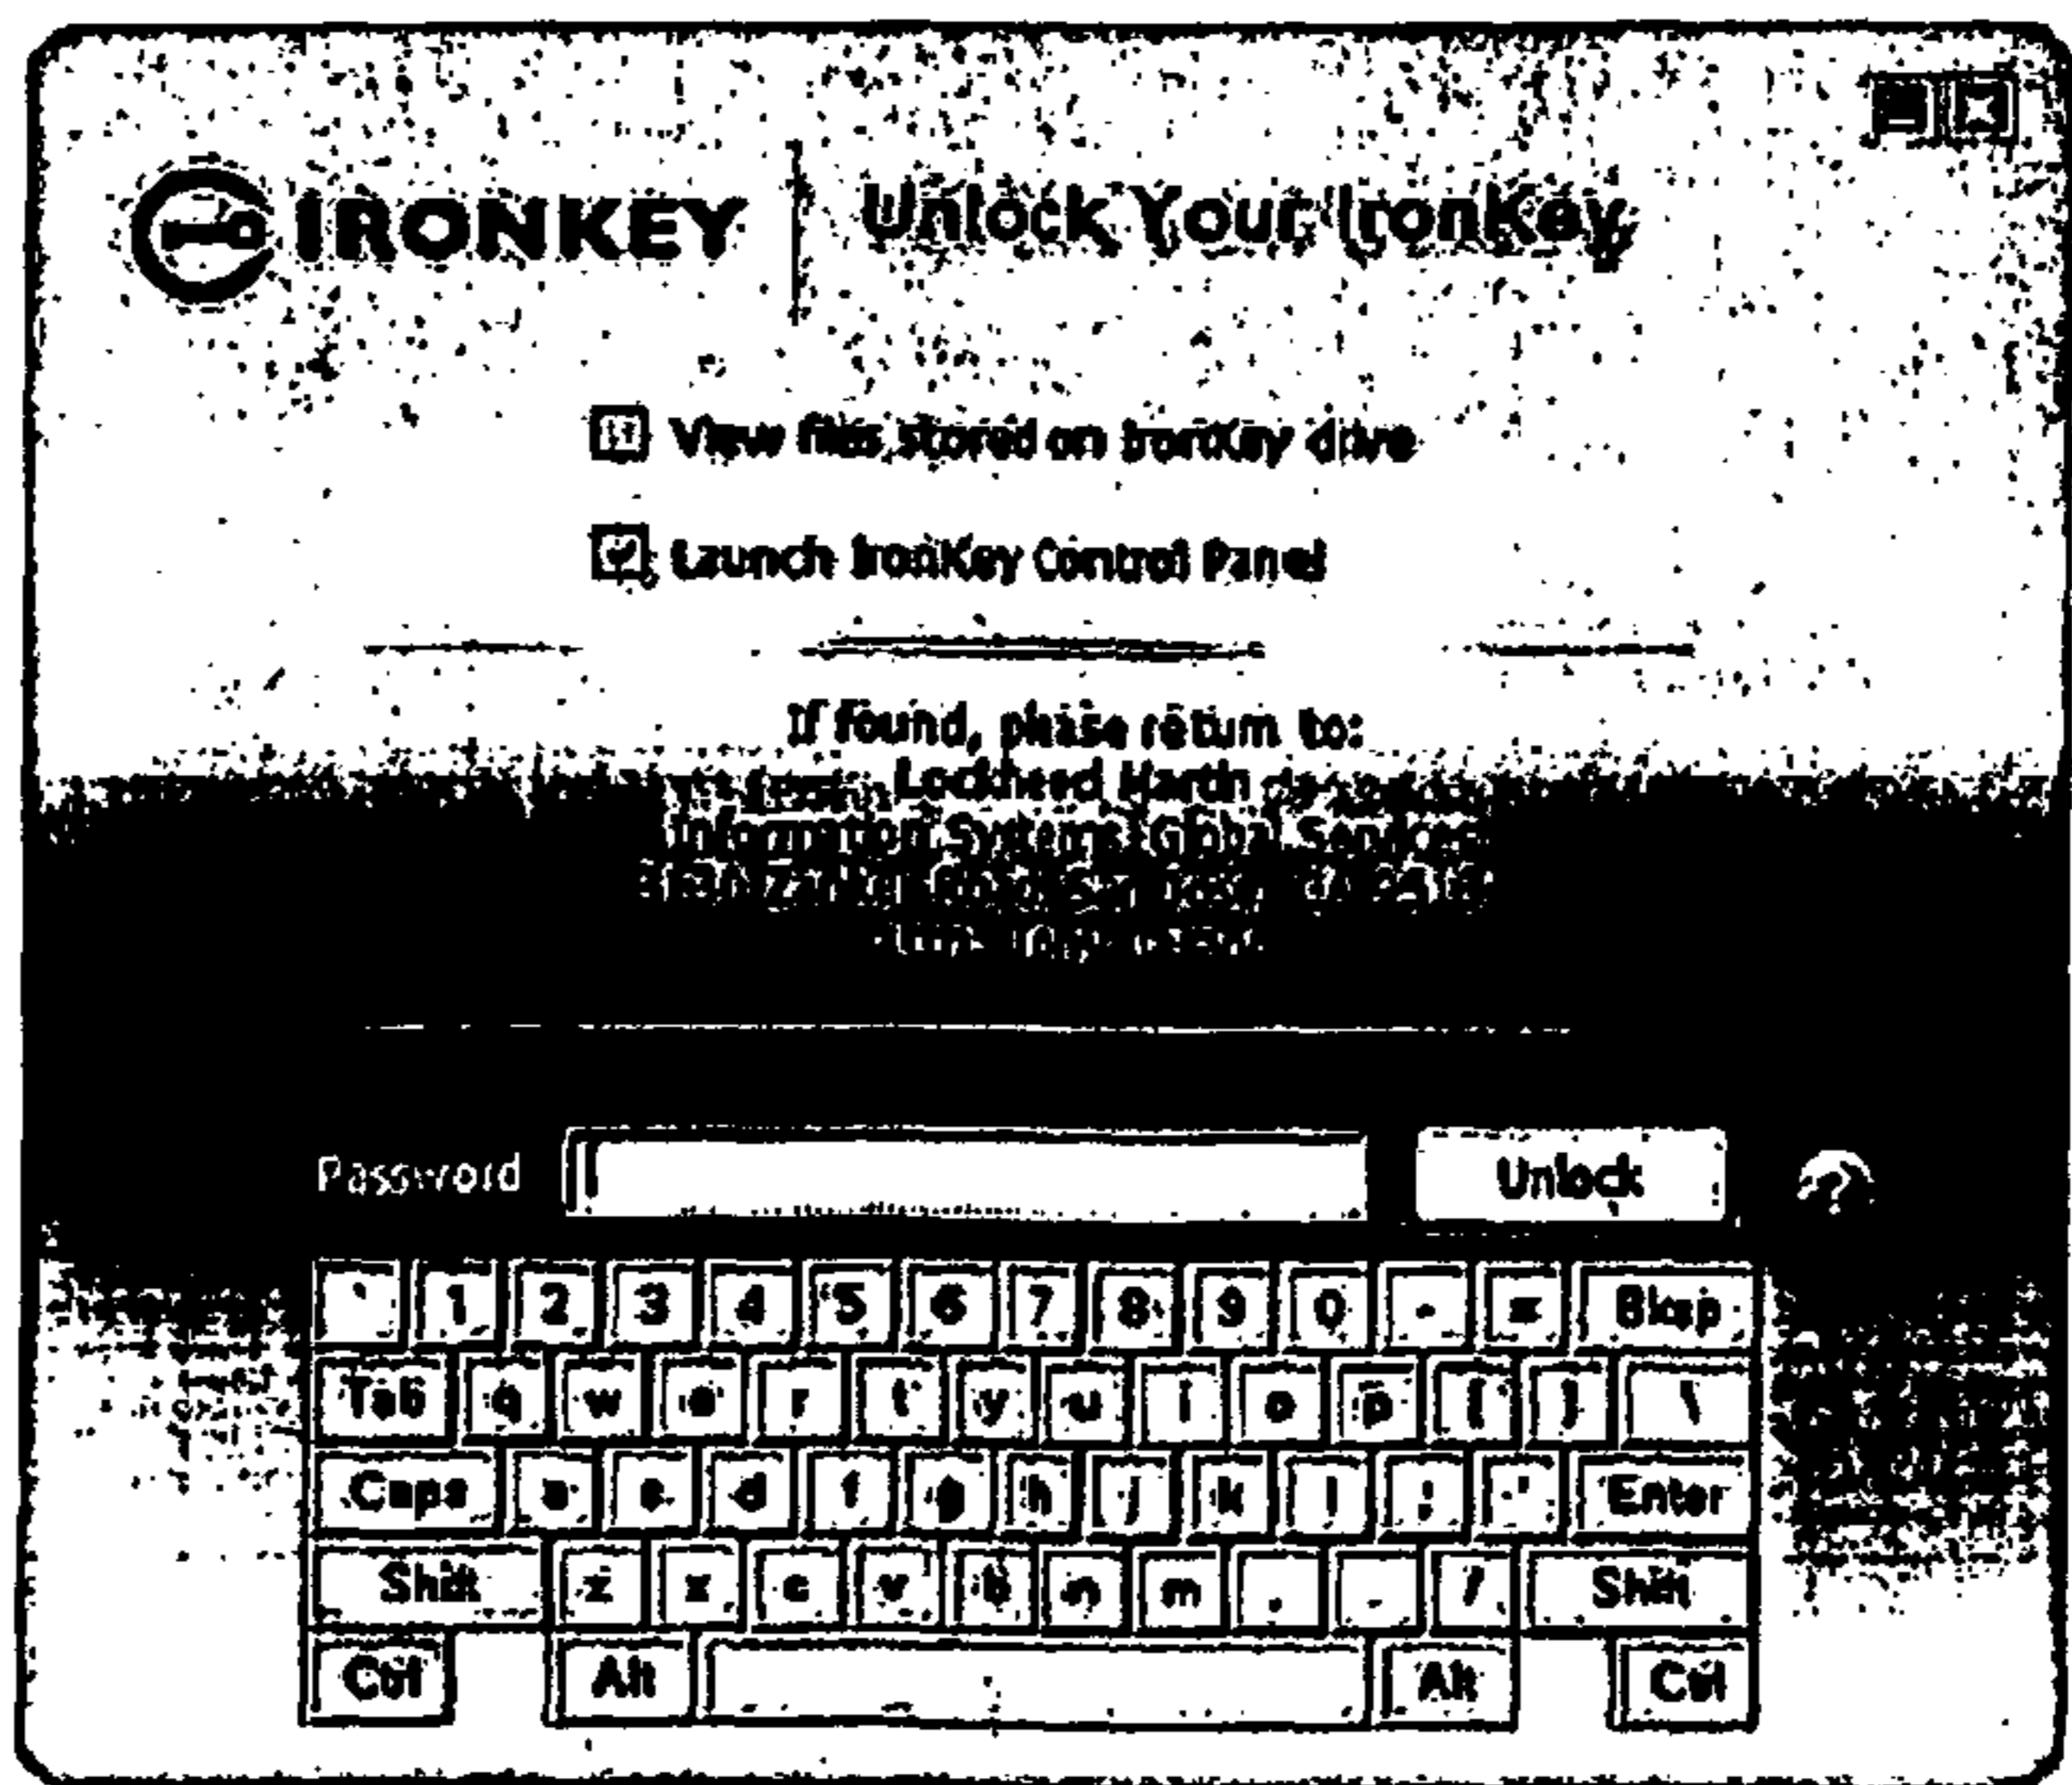 IRONKEY
Unlock Your IronKey
View files stored on IronKey drive
Launch IronKey Control Panel
If found, please return to:
Lockheed Martin
Information Systems Global Services
Password
Unlock
?
` 1 2 3 4 5 6 7 8 9 0 - = Bksp
Tab q w e r t y u i o p [ ] \
Caps a s d f g h j k l ; ' Enter
Shift z x c v b n m , . / Shift
Ctrl Alt Alt Ctrl